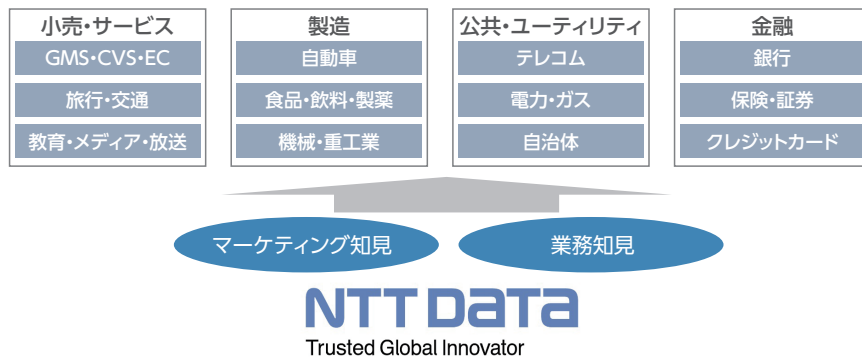 小売・サービス
GMS・CVS・EC
旅行・交通
教育・メディア・放送
製造
自動車
食品・飲料・製薬
機械・重工業
公共・ユーティリティ
テレコム
電力・ガス
自治体
金融
銀行
保険・証券
クレジットカード
マーケティング知見
業務知見
NTT DATA
Trusted Global Innovator